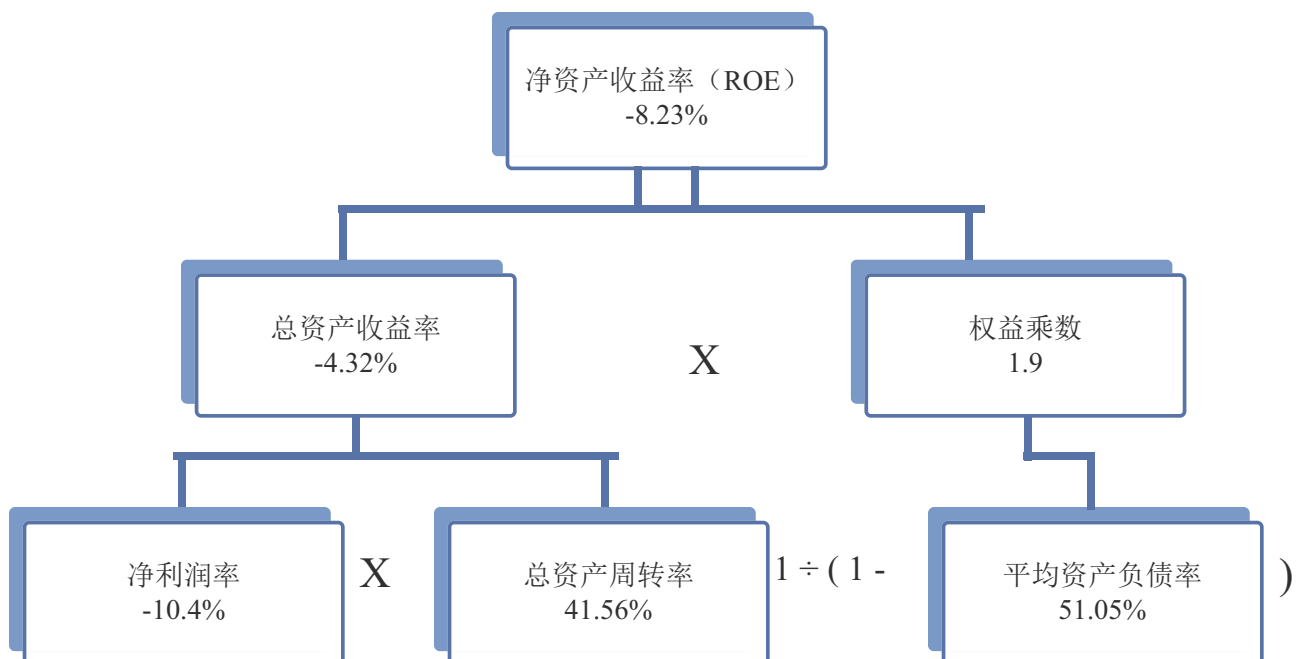 净资产收益率（ROE）
-8.23%
总资产收益率
-4.32%
X
权益乘数
1.9
净利润率
-10.4%
X
总资产周转率
41.56%
1 ÷ ( 1 -
平均资产负债率
51.05%
)